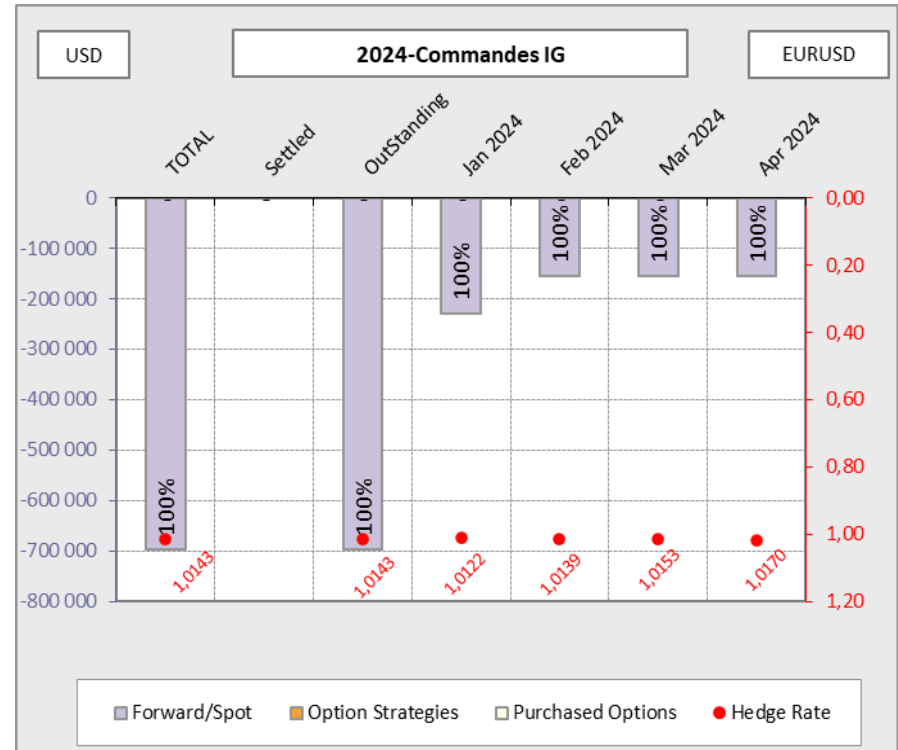 USD
2024-Commandes IG
EURUSD
TOTAL
Settled
OutStanding
Jan 2024
Feb 2024
Mar 2024
Apr 2024
0
-100 000
-200 000
-300 000
-400 000
-500 000
-600 000
-700 000
-800 000
100%
100%
100%
100%
100%
100%
1,0143
1,0143
1,0122
1,0139
1,0153
1,0170
0,00
0,20
0,40
0,60
0,80
1,00
1,20
Forward/Spot
Option Strategies
Purchased Options
Hedge Rate